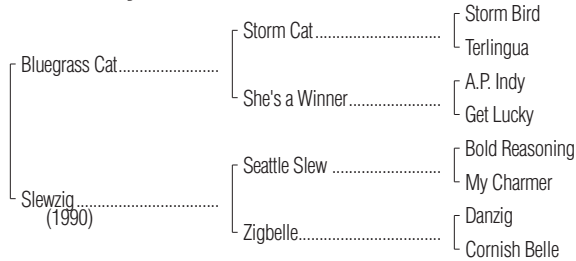 Storm Bird
Storm Cat
Terlingua
Bluegrass Cat
A.P. Indy
She's a Winner
Get Lucky
Bold Reasoning
Seattle Slew
My Charmer
Slewzig
(1990)
Danzig
Zigbelle
Cornish Belle